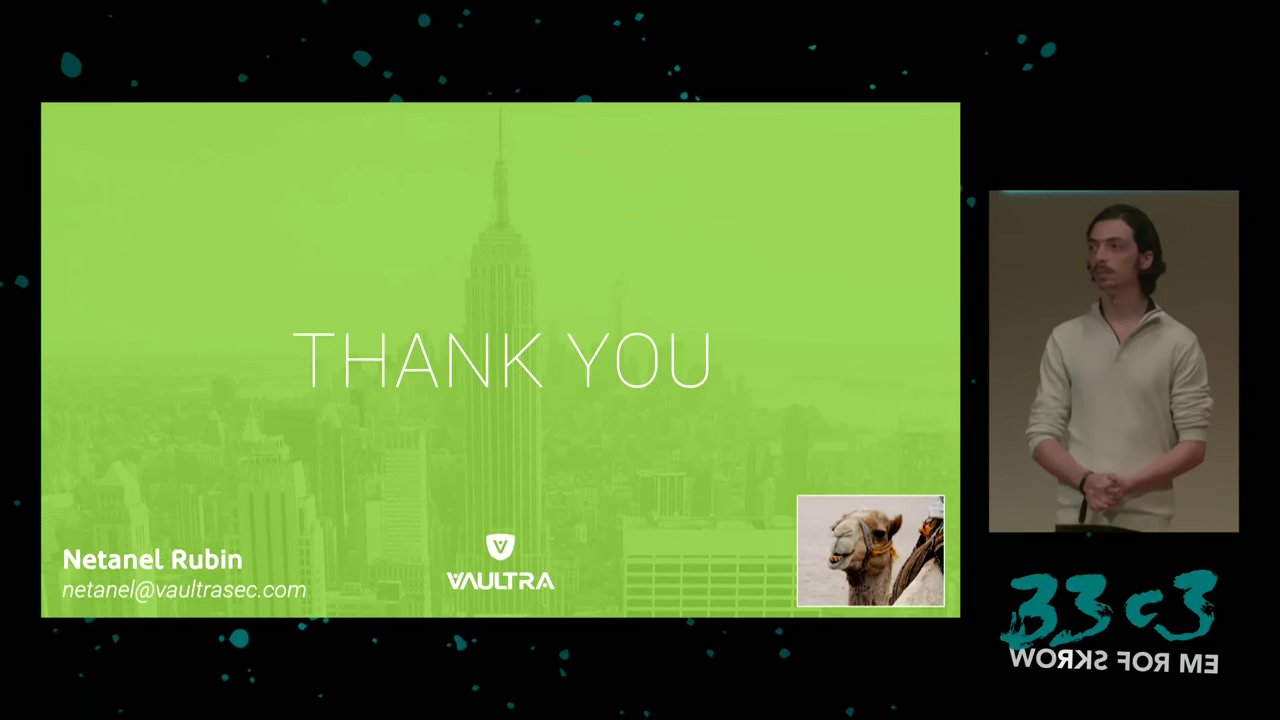 THANK YOU
Netanel Rubin
netanel@vaultrasec.com
VAULTRA
33c3
WORKS FOR ME